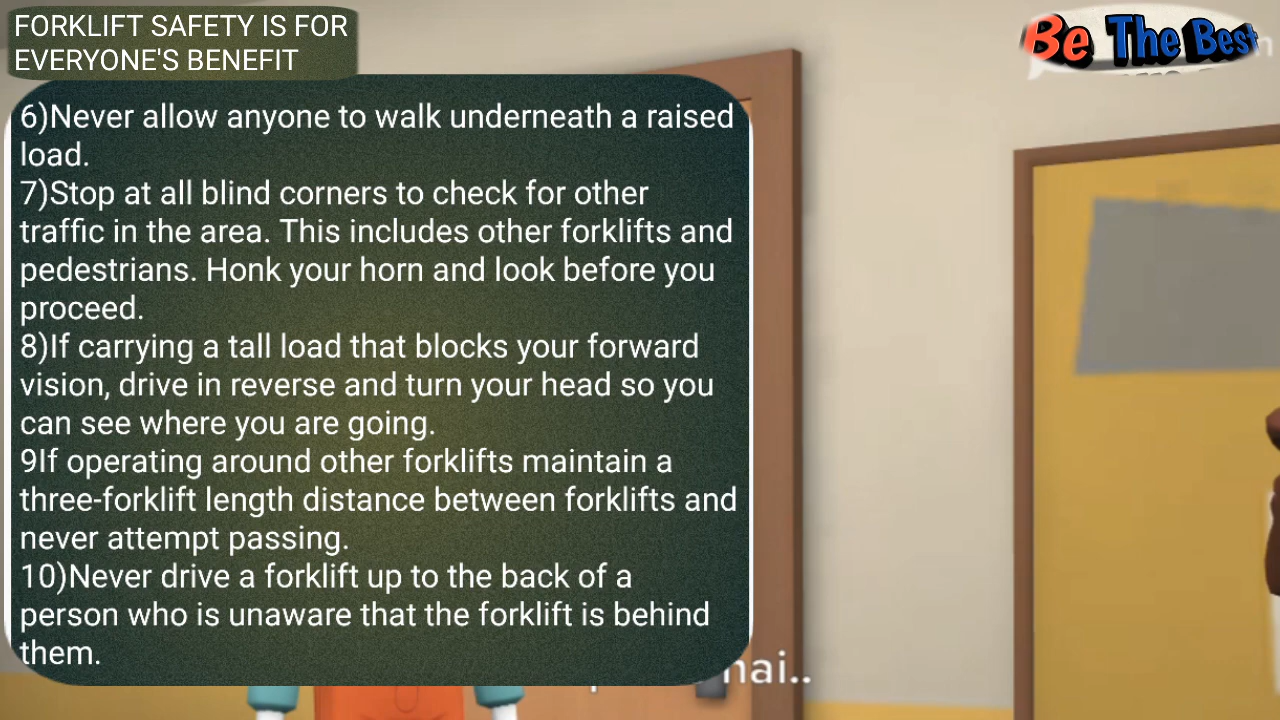 FORKLIFT SAFETY IS FOR
EVERYONE'S BENEFIT
Be The Best
6)Never allow anyone to walk underneath a raised
load.
7)Stop at all blind corners to check for other
traffic in the area. This includes other forklifts and
pedestrians. Honk your horn and look before you
proceed.
8)If carrying a tall load that blocks your forward
vision, drive in reverse and turn your head so you
can see where you are going.
9If operating around other forklifts maintain a
three-forklift length distance between forklifts and
never attempt passing.
10)Never drive a forklift up to the back of a
person who is unaware that the forklift is behind
them.